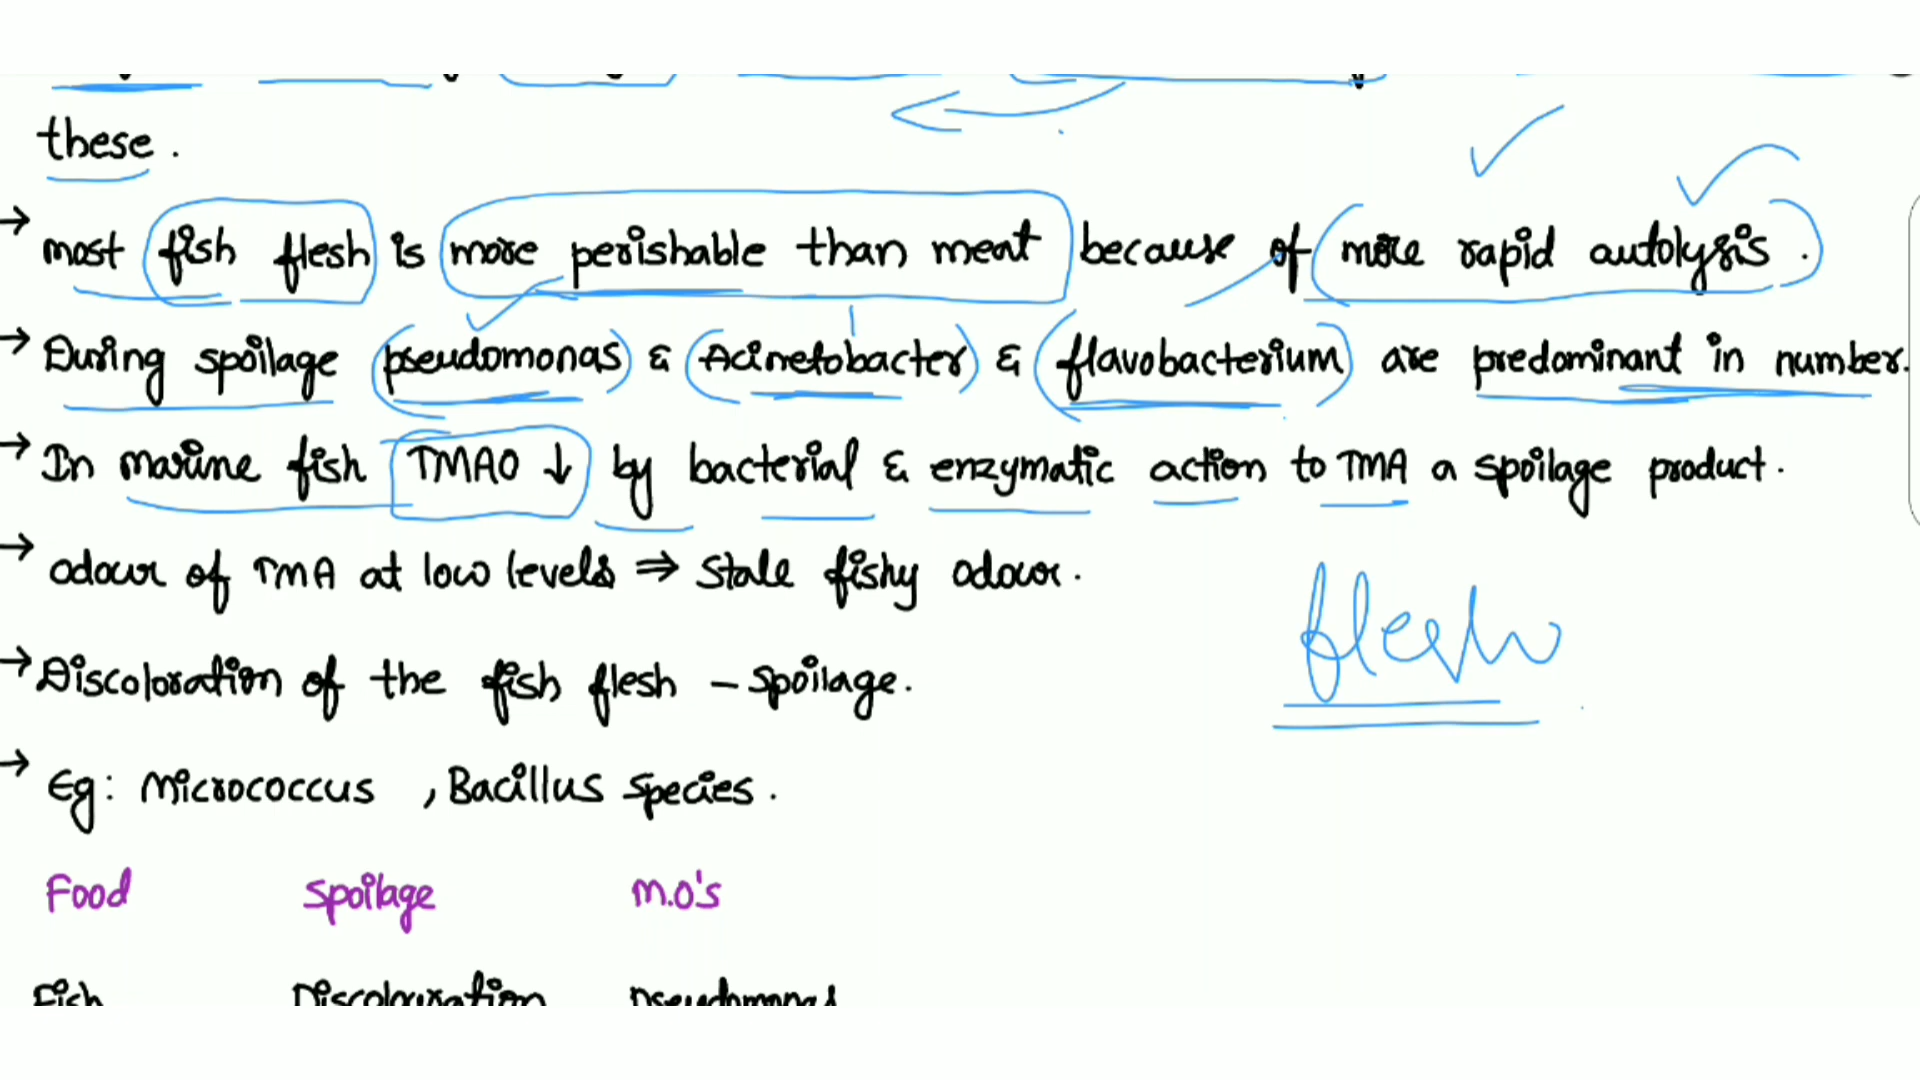 these.
→ most fish flesh is more perishable than meat because of more rapid autolysis.
→ During spoilage pseudomonas & Acinetobacter & flavobacterium are predominant in number.
→ In marine fish TMAO ↓ by bacterial & enzymatic action to TMA a spoilage product.
→ odour of TMA at low levels ⇒ stale fishy odour.
flesh
→ Discoloration of the fish flesh - spoilage.
→ Eg: Micrococcus, Bacillus species.
Food spoilage M.O's
Fish Discolouration pseudomonas